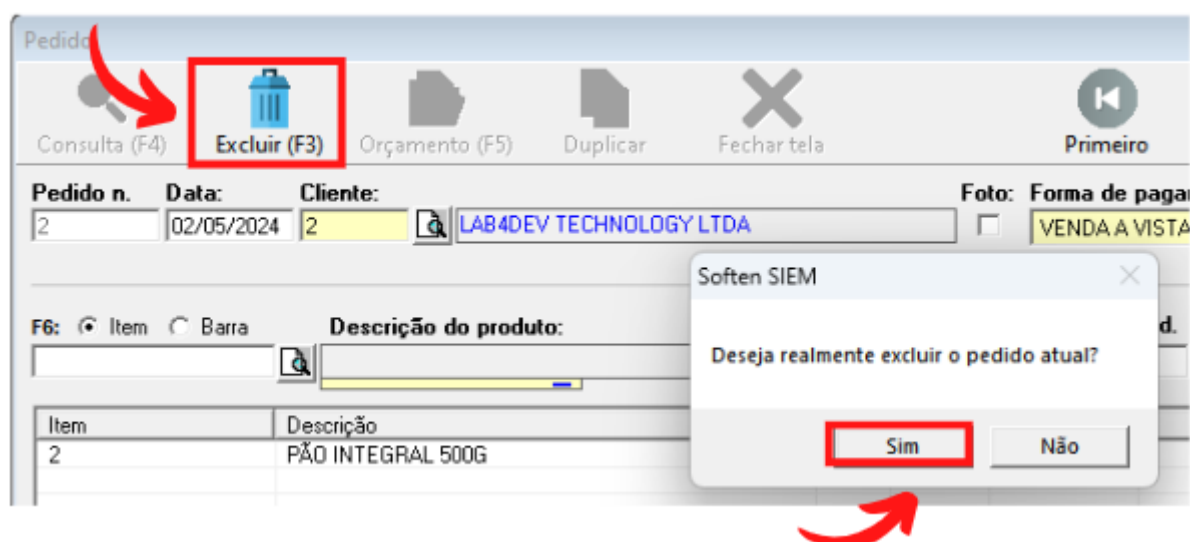 Pedido
Consulta (F4) Excluir (F3) Orçamento (F5) Duplicar Fechar tela Primeiro
Pedido n. Data: Cliente: Foto: Forma de pagar
2 02/05/2024 2 LAB4DEV TECHNOLOGY LTDA VENDA A VISTA
Soften SIEM
F6: Item Barra Descrição do produto: d.
Deseja realmente excluir o pedido atual?
Item Descrição
Sim Não
2 PÃO INTEGRAL 500G